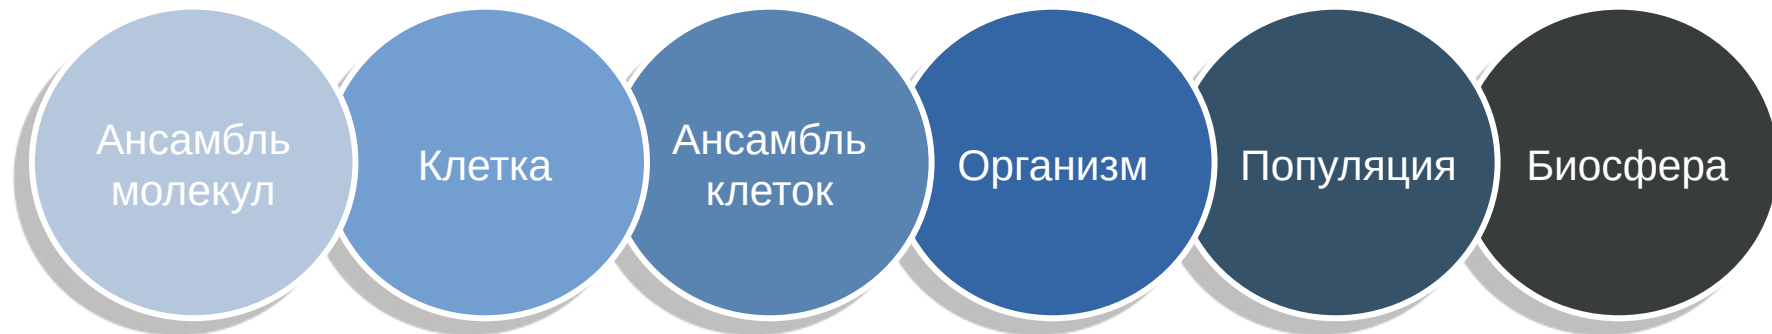 Ансамбль
молекул
Клетка
Ансамбль
клеток
Организм
Популяция
Биосфера